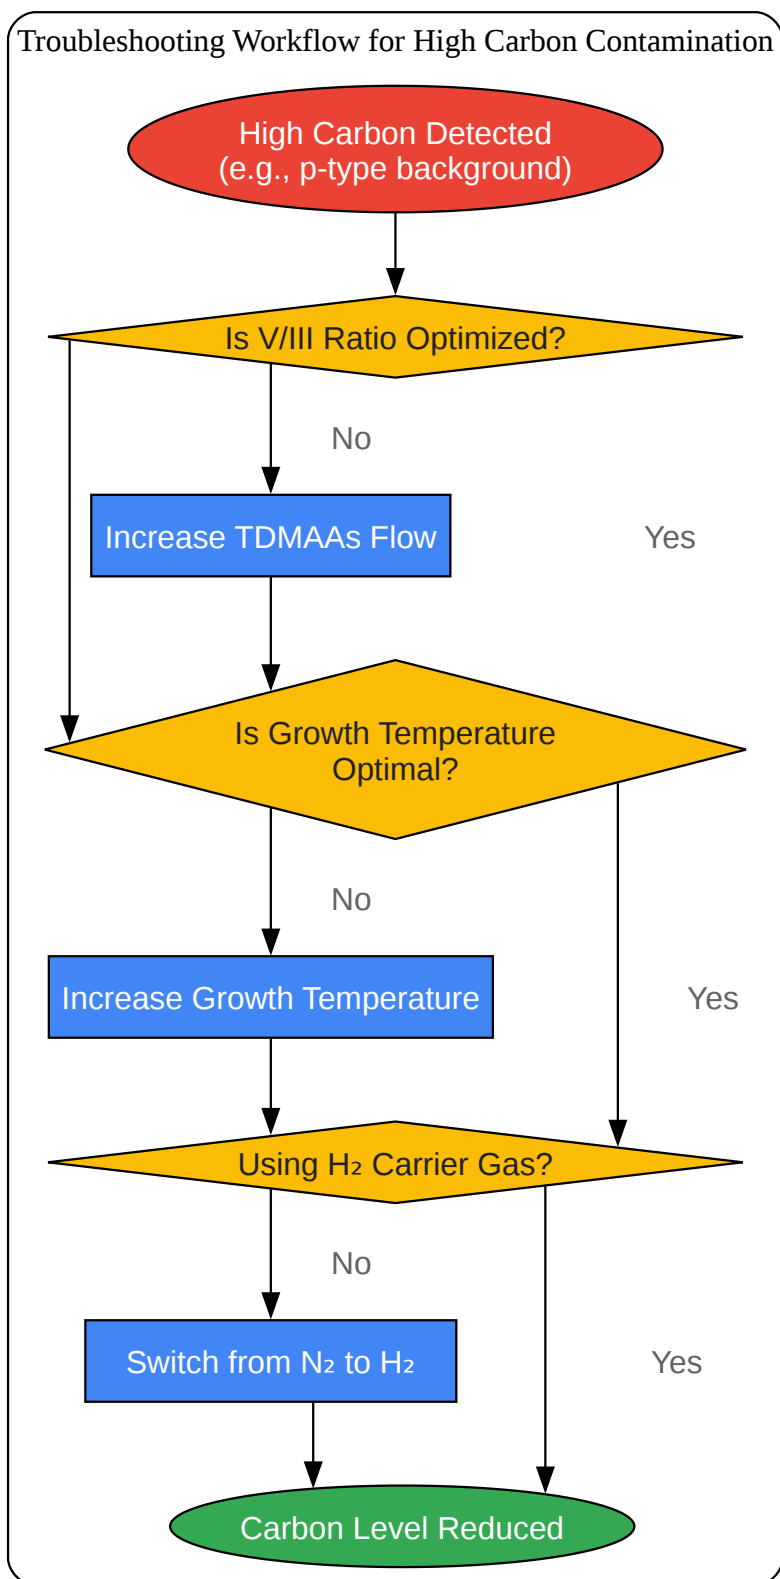 Troubleshooting Workflow for High Carbon Contamination
High Carbon Detected
(e.g., p-type background)
Is V/III Ratio Optimized?
No
Increase TDMAAs Flow
Yes
Is Growth Temperature
Optimal?
No
Increase Growth Temperature
Yes
Using H₂ Carrier Gas?
No
Switch from N₂ to H₂
Yes
Carbon Level Reduced